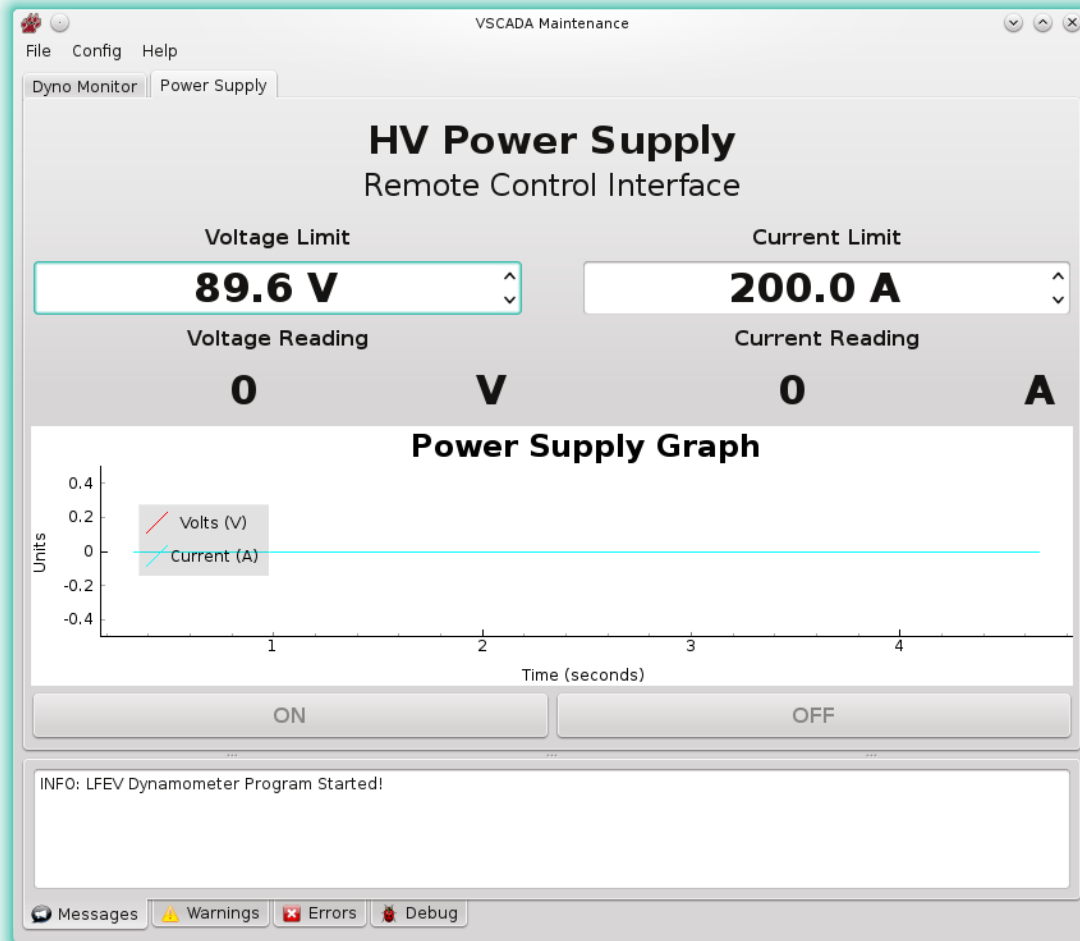 VSCADA Maintenance
File Config Help
Dyno Monitor Power Supply
HV Power Supply
Remote Control Interface
Voltage Limit Current Limit
89.6 V 200.0 A
Voltage Reading Current Reading
0 V 0 A
Power Supply Graph
0.4
0.2
0
-0.2
-0.4
Units
Volts (V)
Current (A)
1 2 3 4
Time (seconds)
ON OFF
INFO: LFEV Dynamometer Program Started!
Messages Warnings Errors Debug